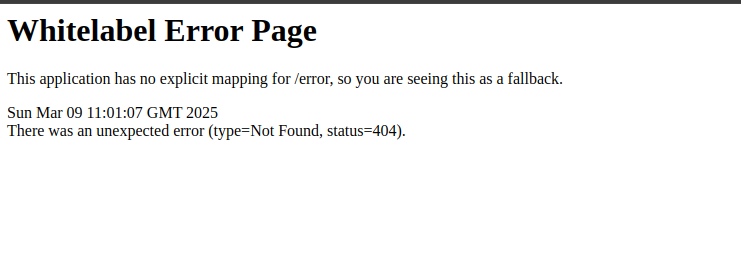 Whitelabel Error Page
This application has no explicit mapping for /error, so you are seeing this as a fallback.
Sun Mar 09 11:01:07 GMT 2025
There was an unexpected error (type=Not Found, status=404).